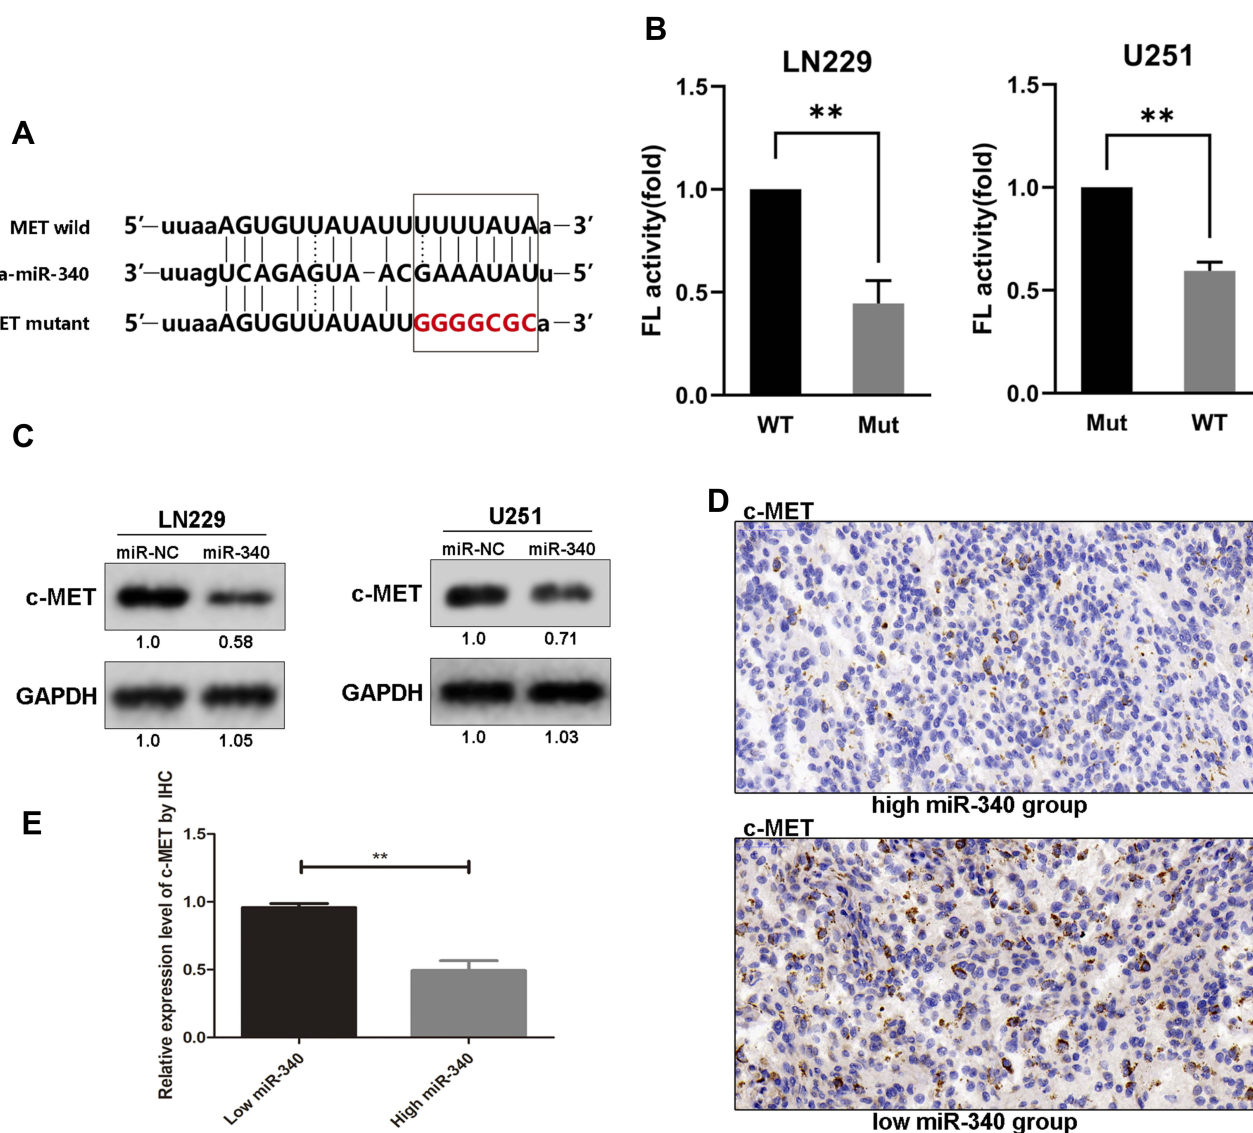 A
MET wild 5′–uuaaAGUGUUAUAUUUUUUAUAa–3′
a-miR-340 3′–uuagUCAGAGUA–ACGAAAUAUu–5′
ET mutant 5′–uuaaAGUGUUAUAUUGGGGCGCa–3′
B
LN229
FL activity(fold)
1.5
1.0
0.5
0.0
**
WT Mut
U251
FL activity(fold)
1.5
1.0
0.5
0.0
**
Mut WT
C
LN229
miR-NC miR-340
c-MET
1.0 0.58
GAPDH
1.0 1.05
U251
miR-NC miR-340
c-MET
1.0 0.71
GAPDH
1.0 1.03
D
c-MET
high miR-340 group
c-MET
low miR-340 group
E
Relative expression level of c-MET by IHC
1.5
1.0
0.5
0.0
**
Low miR-340
High miR-340